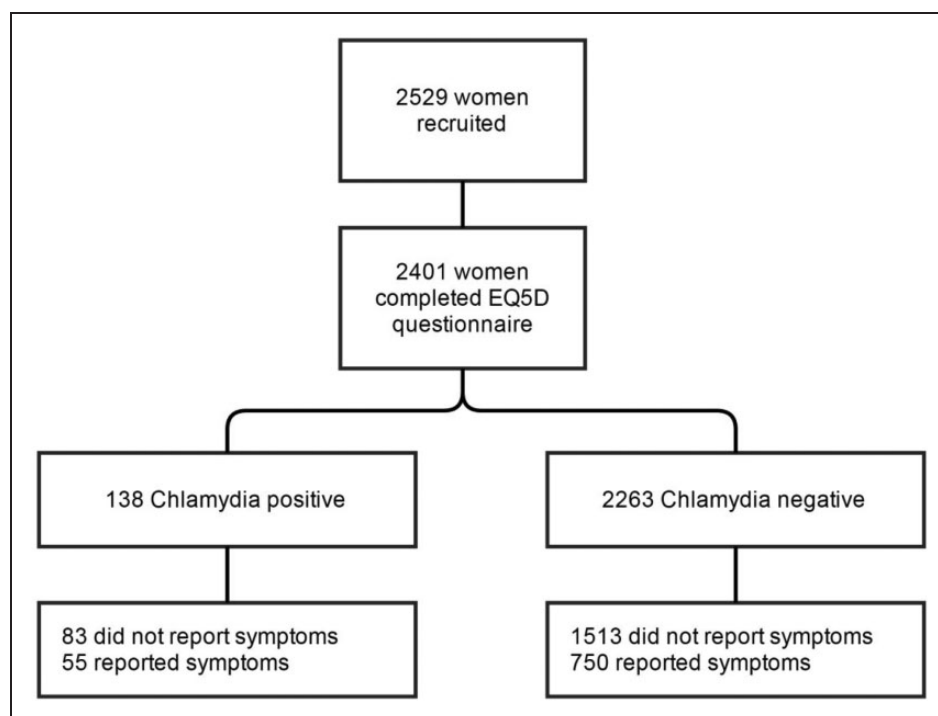 2529 women
recruited
2401 women
completed EQ5D
questionnaire
138 Chlamydia positive
2263 Chlamydia negative
83 did not report symptoms
55 reported symptoms
1513 did not report symptoms
750 reported symptoms